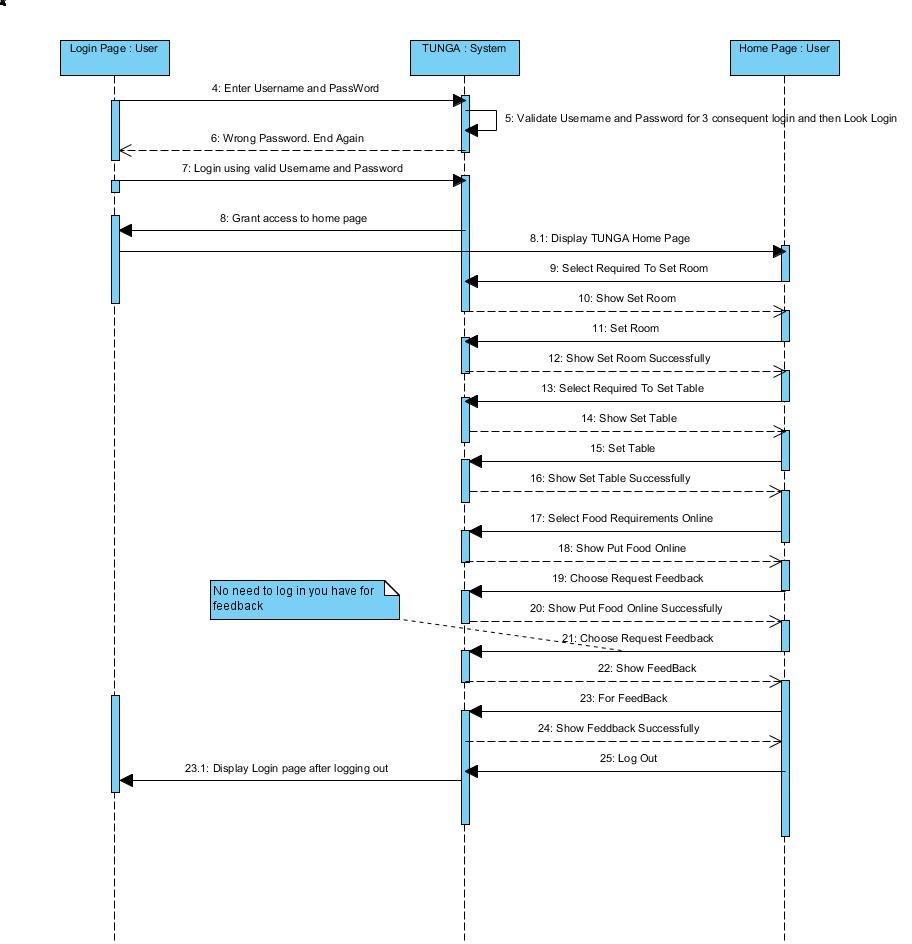 Login Page : User
TUNGA : System
Home Page : User
4: Enter Username and PassWord
5: Validate Username and Password for 3 consequent login and then Look Login
6: Wrong Password. End Again
7: Login using valid Username and Password
8: Grant access to home page
8.1: Display TUNGA Home Page
9: Select Required To Set Room
10: Show Set Room
11: Set Room
12: Show Set Room Successfully
13: Select Required To Set Table
14: Show Set Table
15: Set Table
16: Show Set Table Successfully
17: Select Food Requirements Online
18: Show Put Food Online
19: Choose Request Feedback
No need to log in you have for
feedback
20: Show Put Food Online Successfully
21: Choose Request Feedback
22: Show FeedBack
23: For FeedBack
24: Show Feddback Successfully
25: Log Out
23.1: Display Login page after logging out